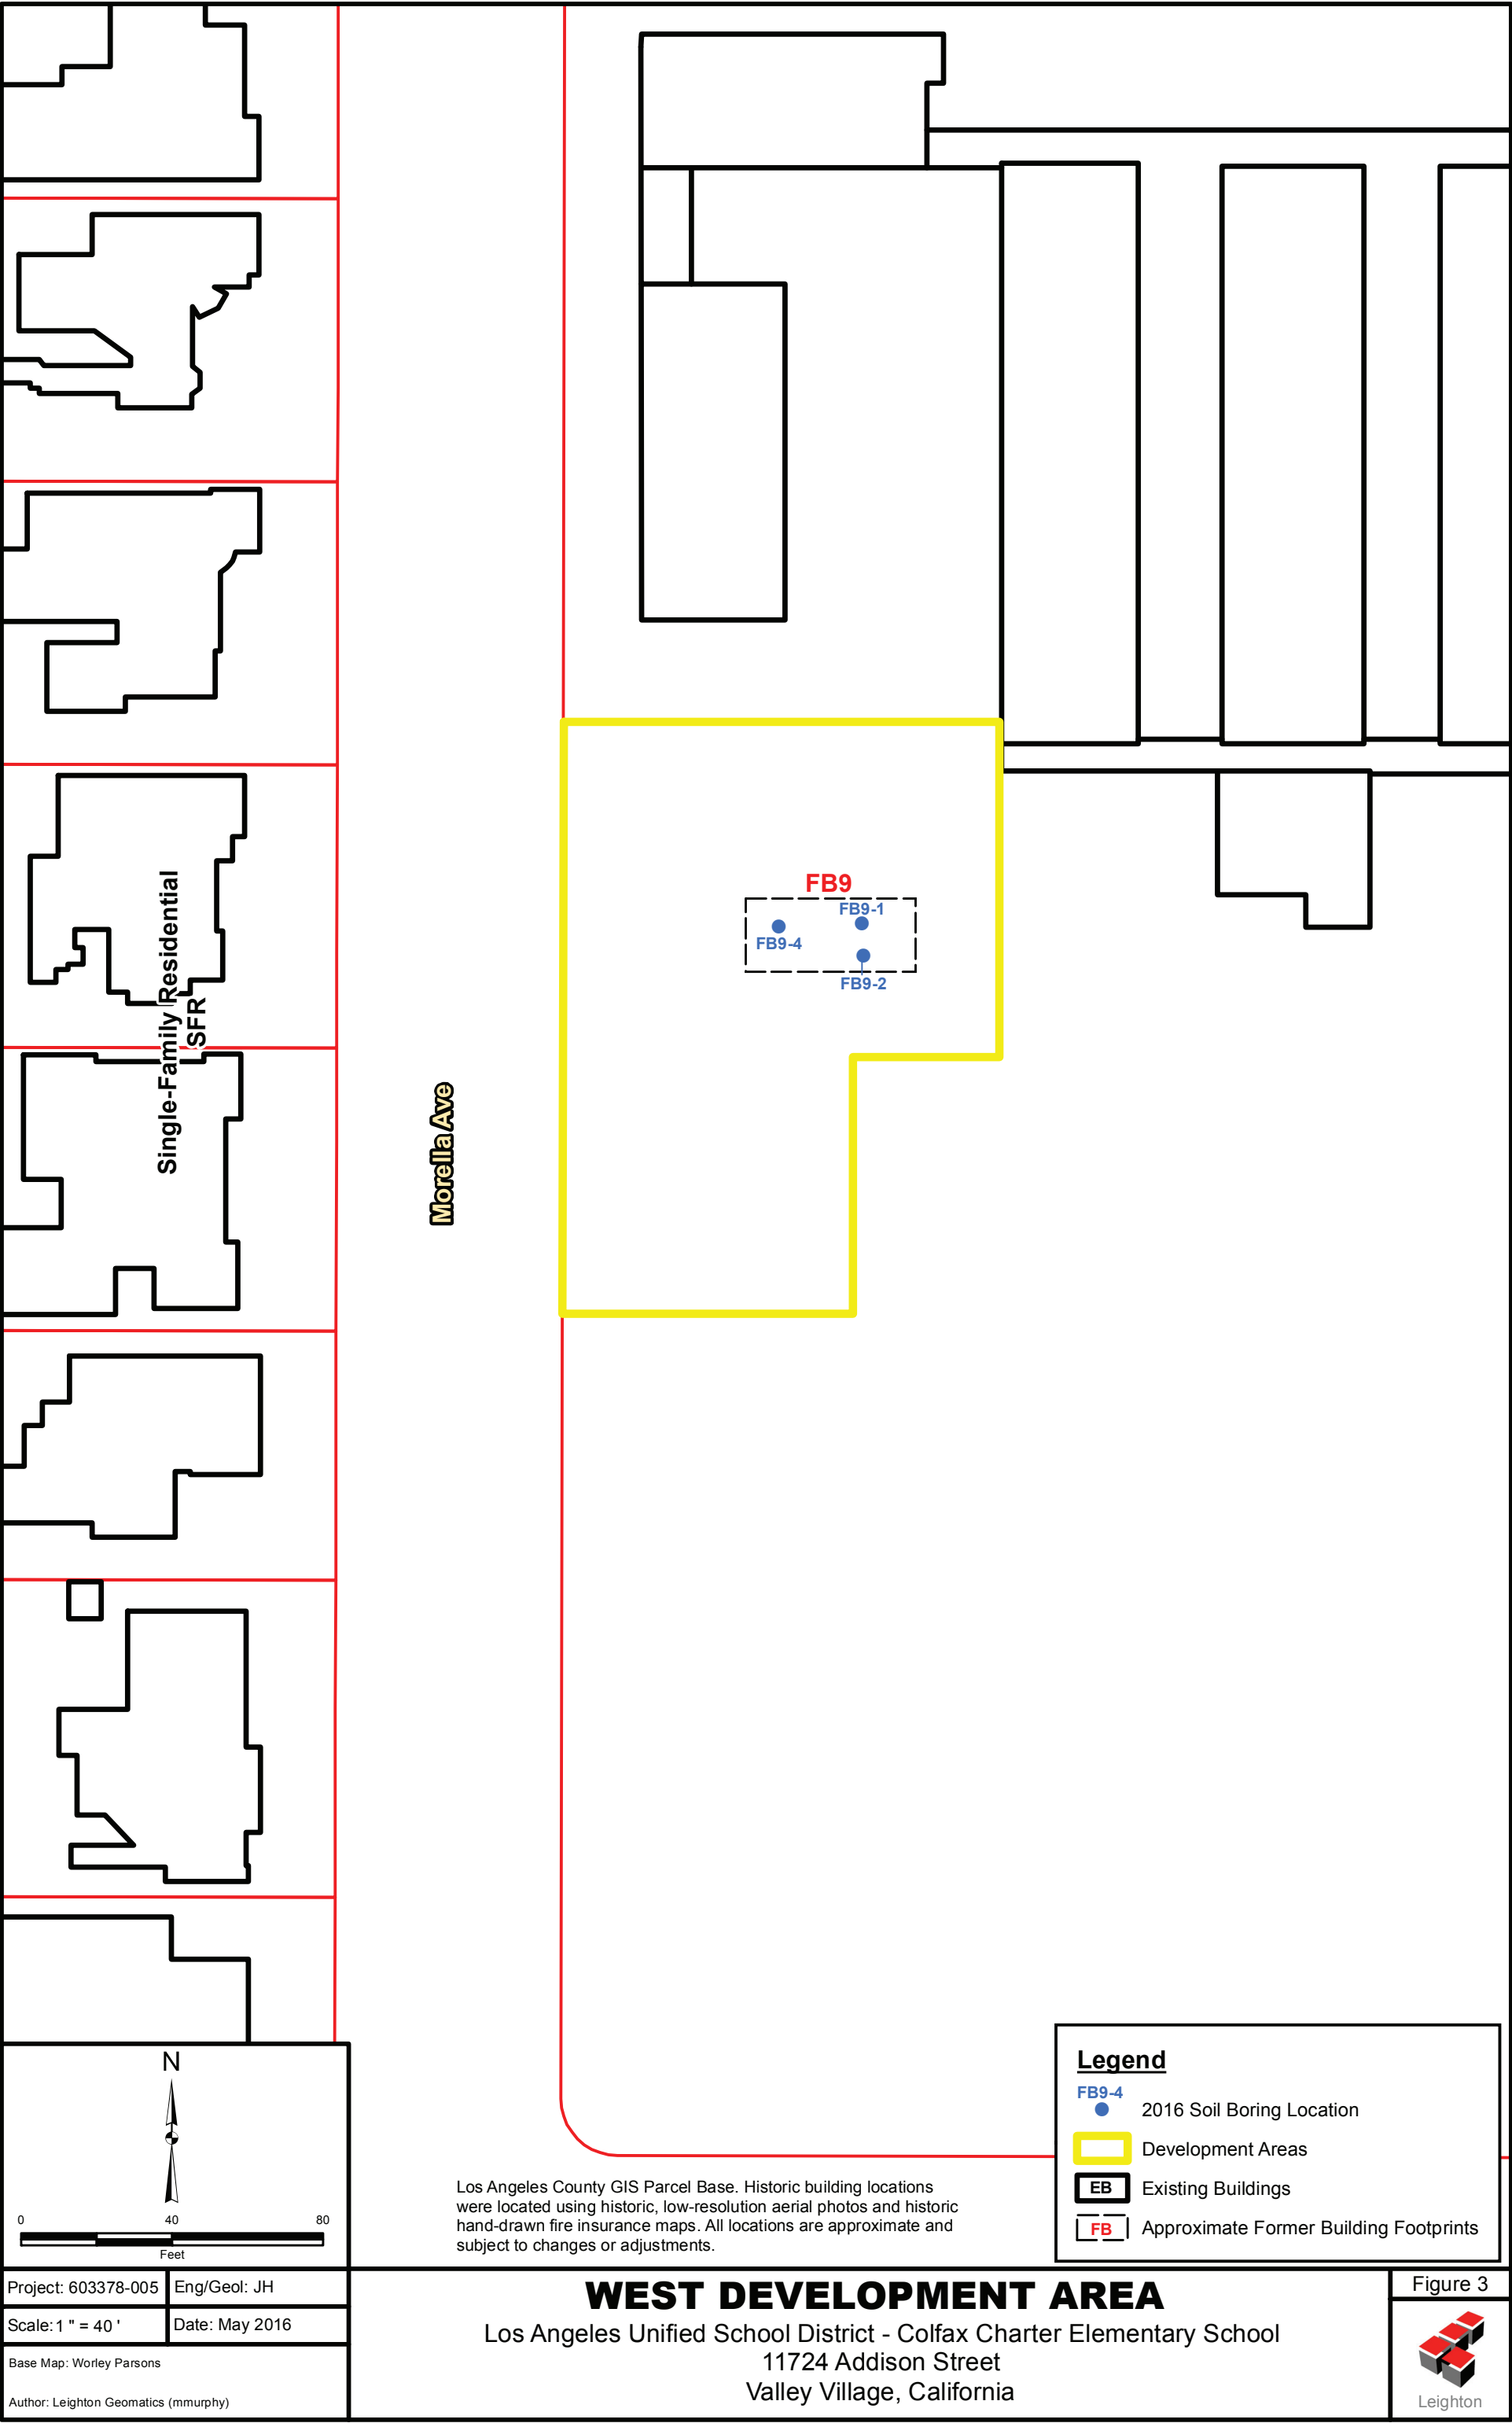 FB9
FB9-1
FB9-4
FB9-2
Single-Family Residential
SFR
Morella Ave
N
0 40 80
Feet
Los Angeles County GIS Parcel Base. Historic building locations
were located using historic, low-resolution aerial photos and historic
hand-drawn fire insurance maps. All locations are approximate and
subject to changes or adjustments.
Legend
FB9-4
2016 Soil Boring Location
Development Areas
EB Existing Buildings
FB Approximate Former Building Footprints
Project: 603378-005 Eng/Geol: JH
Scale: 1 " = 40 ' Date: May 2016
Base Map: Worley Parsons
Author: Leighton Geomatics (mmurphy)
WEST DEVELOPMENT AREA
Los Angeles Unified School District - Colfax Charter Elementary School
11724 Addison Street
Valley Village, California
Figure 3
Leighton